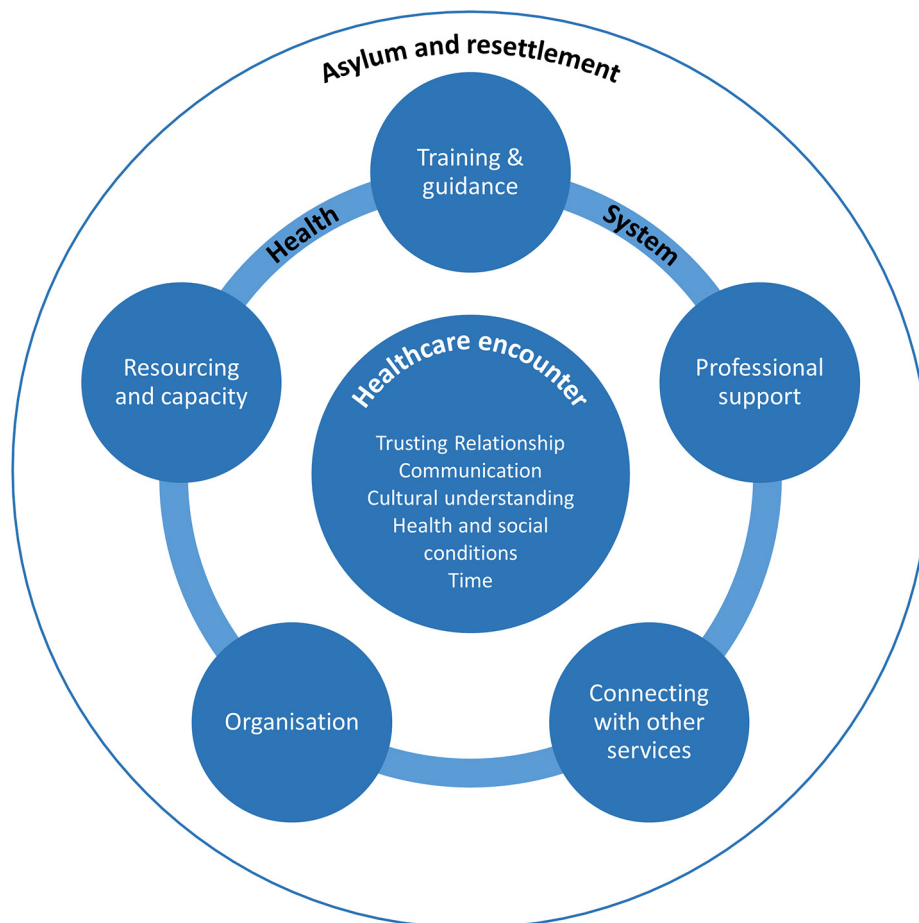 Asylum and resettlement
Training &
guidance
Health
System
Resourcing
and capacity
Professional
support
Healthcare encounter
Trusting Relationship
Communication
Cultural understanding
Health and social
conditions
Time
Organisation
Connecting
with other
services